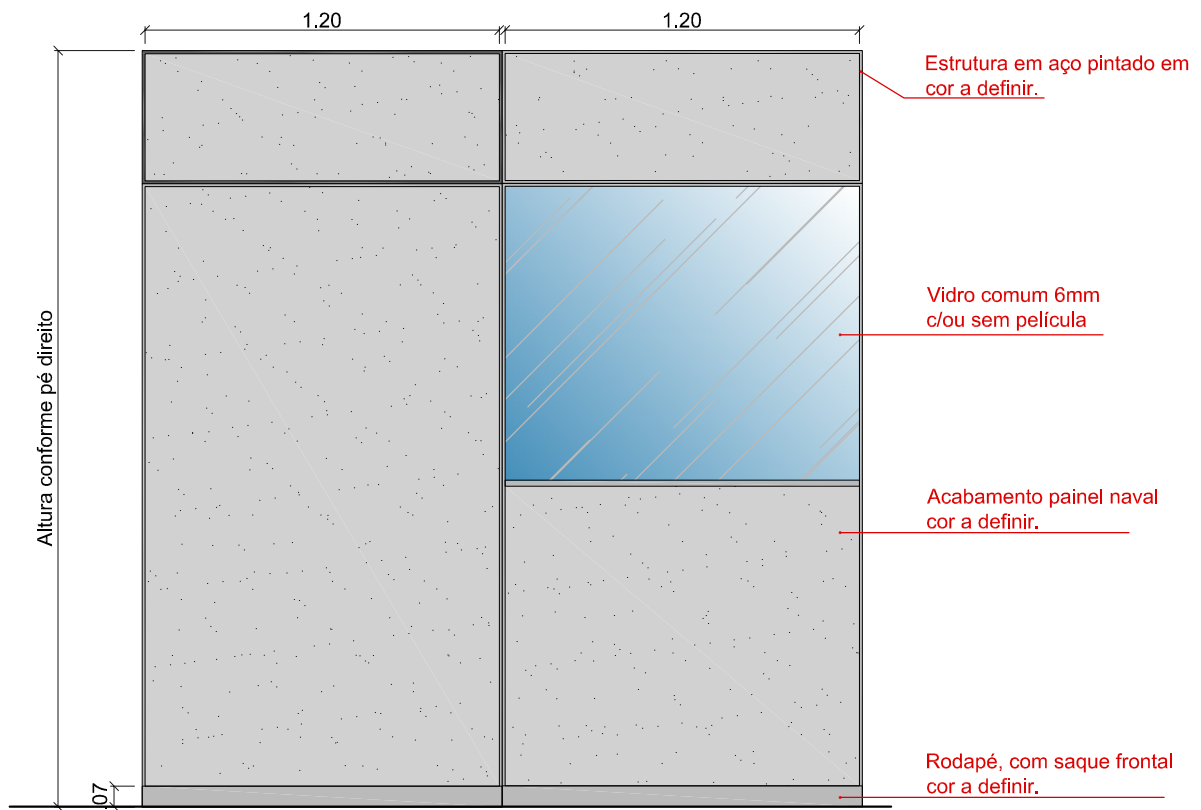 1.20
1.20
Estrutura em aço pintado em
cor a definir.
Vidro comum 6mm
c/ou sem película
Altura conforme pé direito
Acabamento painel naval
cor a definir.
Rodapé, com saque frontal
cor a definir.
.07